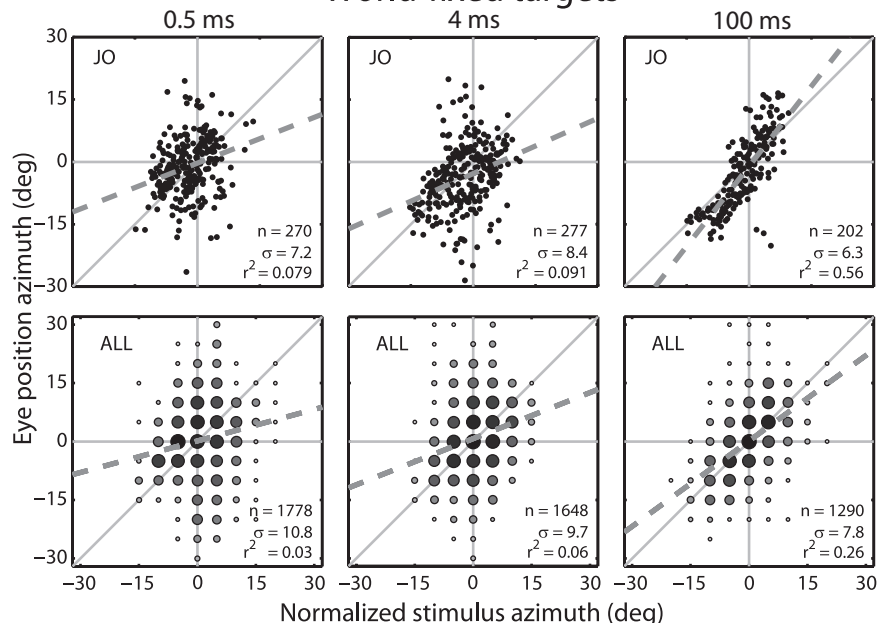 0.5 ms
4 ms
100 ms
Eye position azimuth (deg)
30
15
0
−15
−30
JO
n = 270
σ = 7.2
r² = 0.079
JO
n = 277
σ = 8.4
r² = 0.091
JO
n = 202
σ = 6.3
r² = 0.56
30
15
0
−15
−30
ALL
n = 1778
σ = 10.8
r² = 0.03
ALL
n = 1648
σ = 9.7
r² = 0.06
ALL
n = 1290
σ = 7.8
r² = 0.26
−30 −15 0 15 30
−30 −15 0 15 30
−30 −15 0 15 30
Normalized stimulus azimuth (deg)